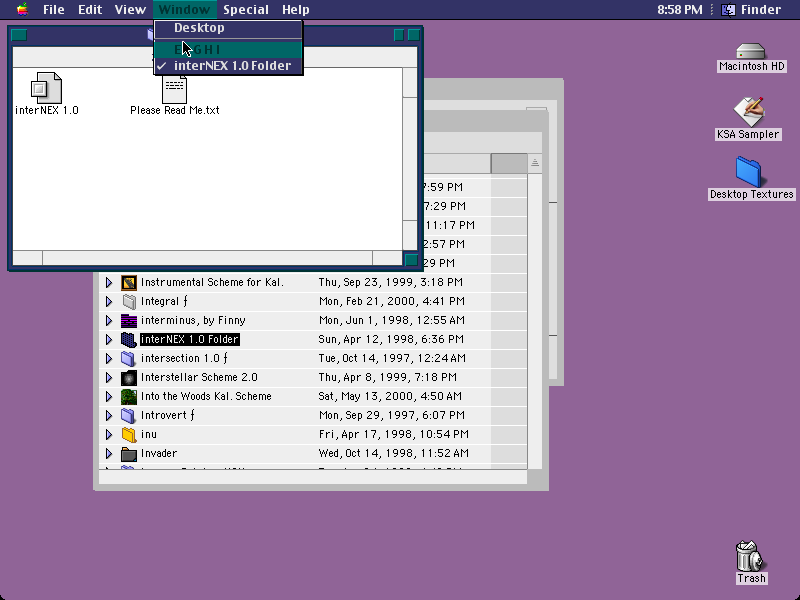 File Edit View Window Special Help 8:58 PM Finder
Desktop
E F G H I
✓ interNEX 1.0 Folder
interNEX 1.0
Please Read Me.txt
Macintosh HD
KSA Sampler
Desktop Textures
7:59 PM
7:29 PM
11:17 PM
2:57 PM
:29 PM
Instrumental Scheme for Kal. Thu, Sep 23, 1999, 3:18 PM
Integral ƒ Mon, Feb 21, 2000, 4:41 PM
interminus, by Finny Mon, Jun 1, 1998, 12:55 AM
interNEX 1.0 Folder Sun, Apr 12, 1998, 6:36 PM
intersection 1.0 ƒ Tue, Oct 14, 1997, 12:24 AM
Interstellar Scheme 2.0 Thu, Apr 8, 1999, 7:18 PM
Into the Woods Kal. Scheme Sat, May 13, 2000, 4:50 AM
Introvert ƒ Mon, Sep 29, 1997, 6:07 PM
inu Fri, Apr 17, 1998, 10:54 PM
Invader Wed, Oct 14, 1998, 11:52 AM
Trash